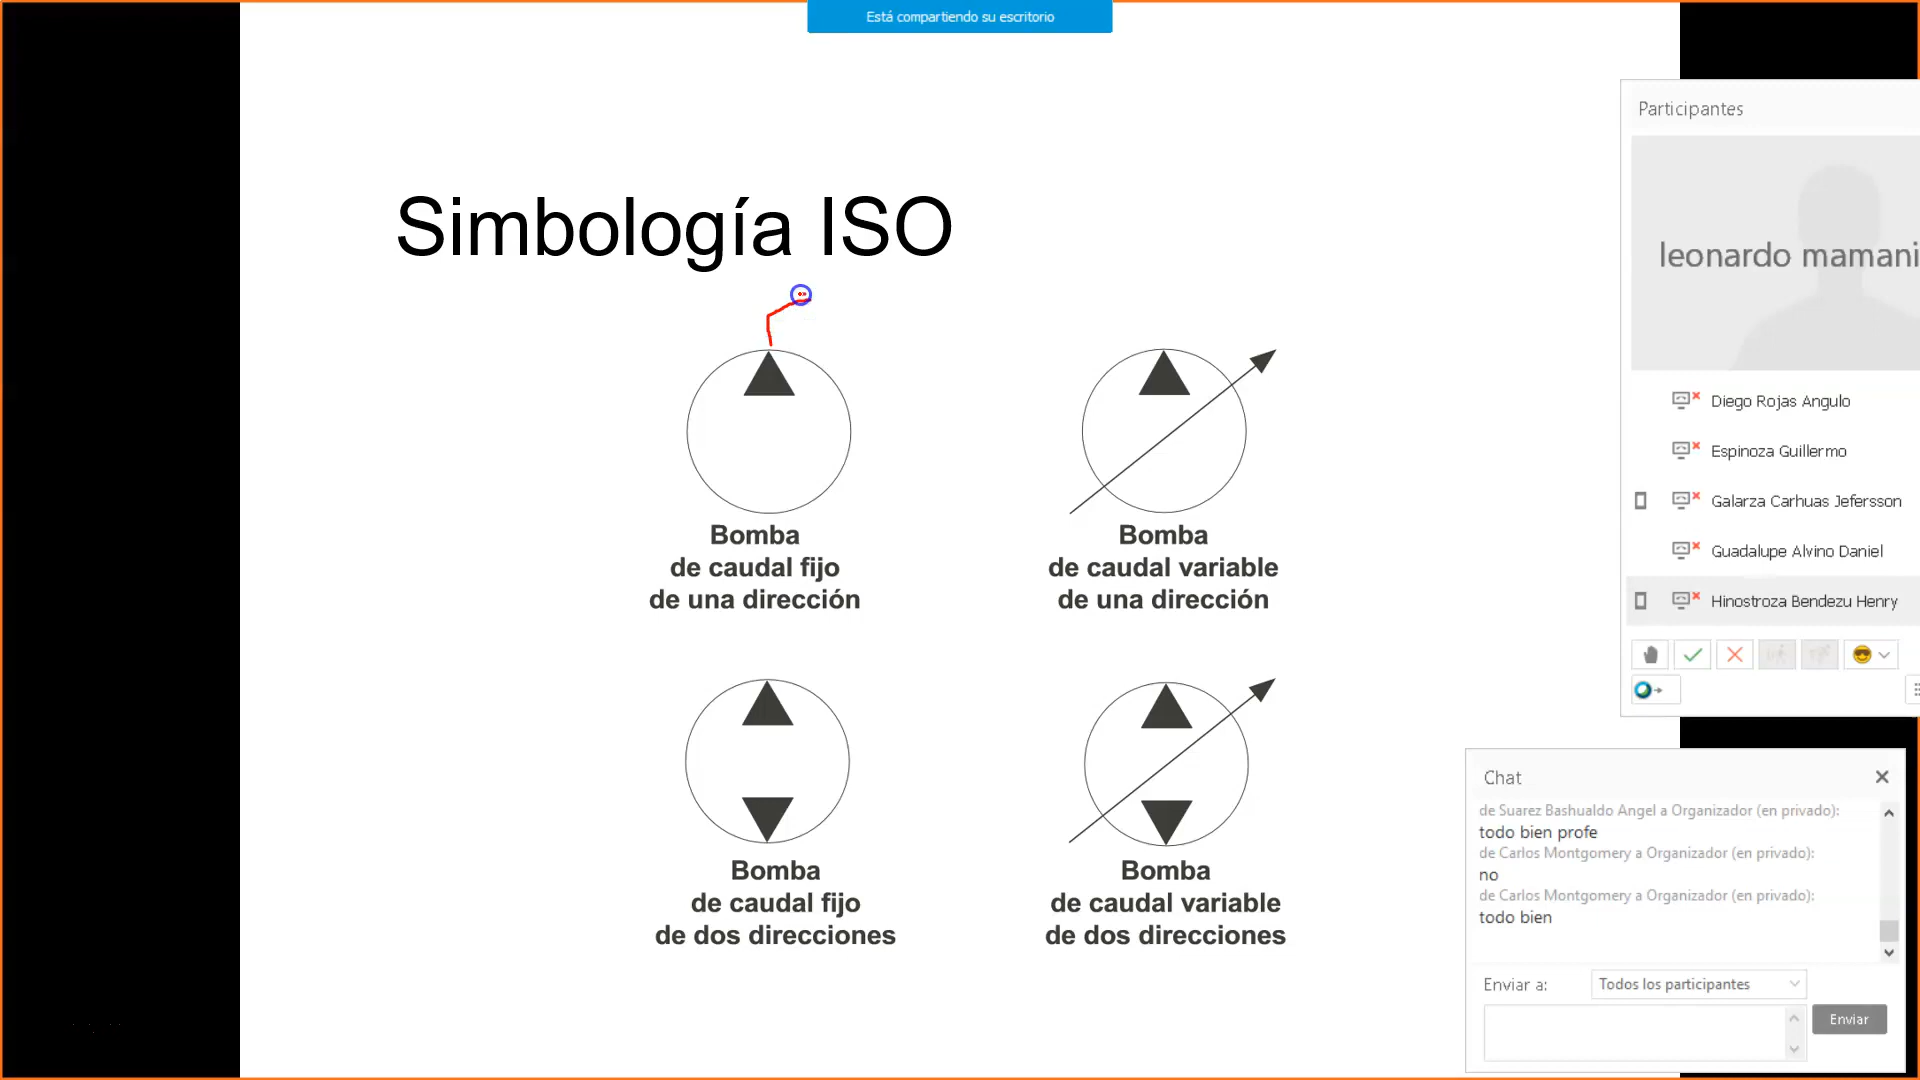 Está compartiendo su escritorio
Simbología ISO
Bomba
de caudal fijo
de una dirección
Bomba
de caudal variable
de una dirección
Bomba
de caudal fijo
de dos direcciones
Bomba
de caudal variable
de dos direcciones
Participantes
leonardo mamani
Diego Rojas Angulo
Espinoza Guillermo
Galarza Carhuas Jefersson
Guadalupe Alvino Daniel
Hinostroza Bendezu Henry
Chat
de Suarez Bashualdo Angel a Organizador (en privado):
todo bien profe
de Carlos Montgomery a Organizador (en privado):
no
de Carlos Montgomery a Organizador (en privado):
todo bien
Enviar a:
Todos los participantes
Enviar